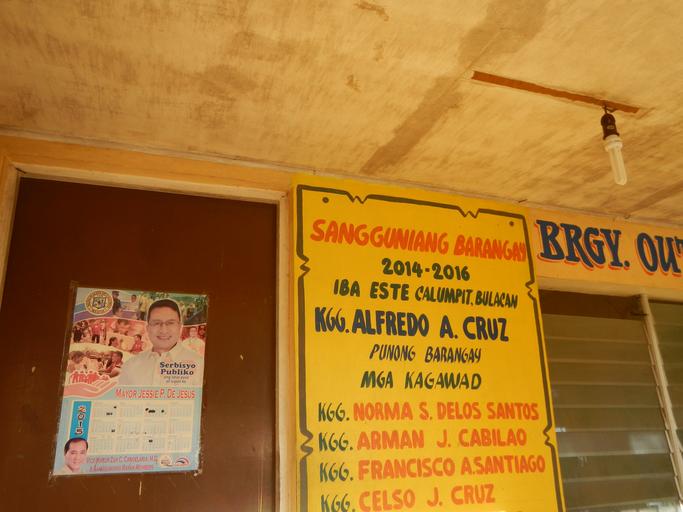 Serbisyo
Publiko
MAYOR JESSIE P. DE JESUS
2015
SANGGUNIANG BARANGAY
2014-2016
IBA ESTE CALUMPIT, BULACAN
KGG. ALFREDO A. CRUZ
PUNONG BARANGAY
MGA KAGAWAD
KGG. NORMA S. DELOS SANTOS
KGG. ARMAN J. CABILAO
KGG. FRANCISCO A. SANTIAGO
KGG. CELSO J. CRUZ
BRGY. OUT